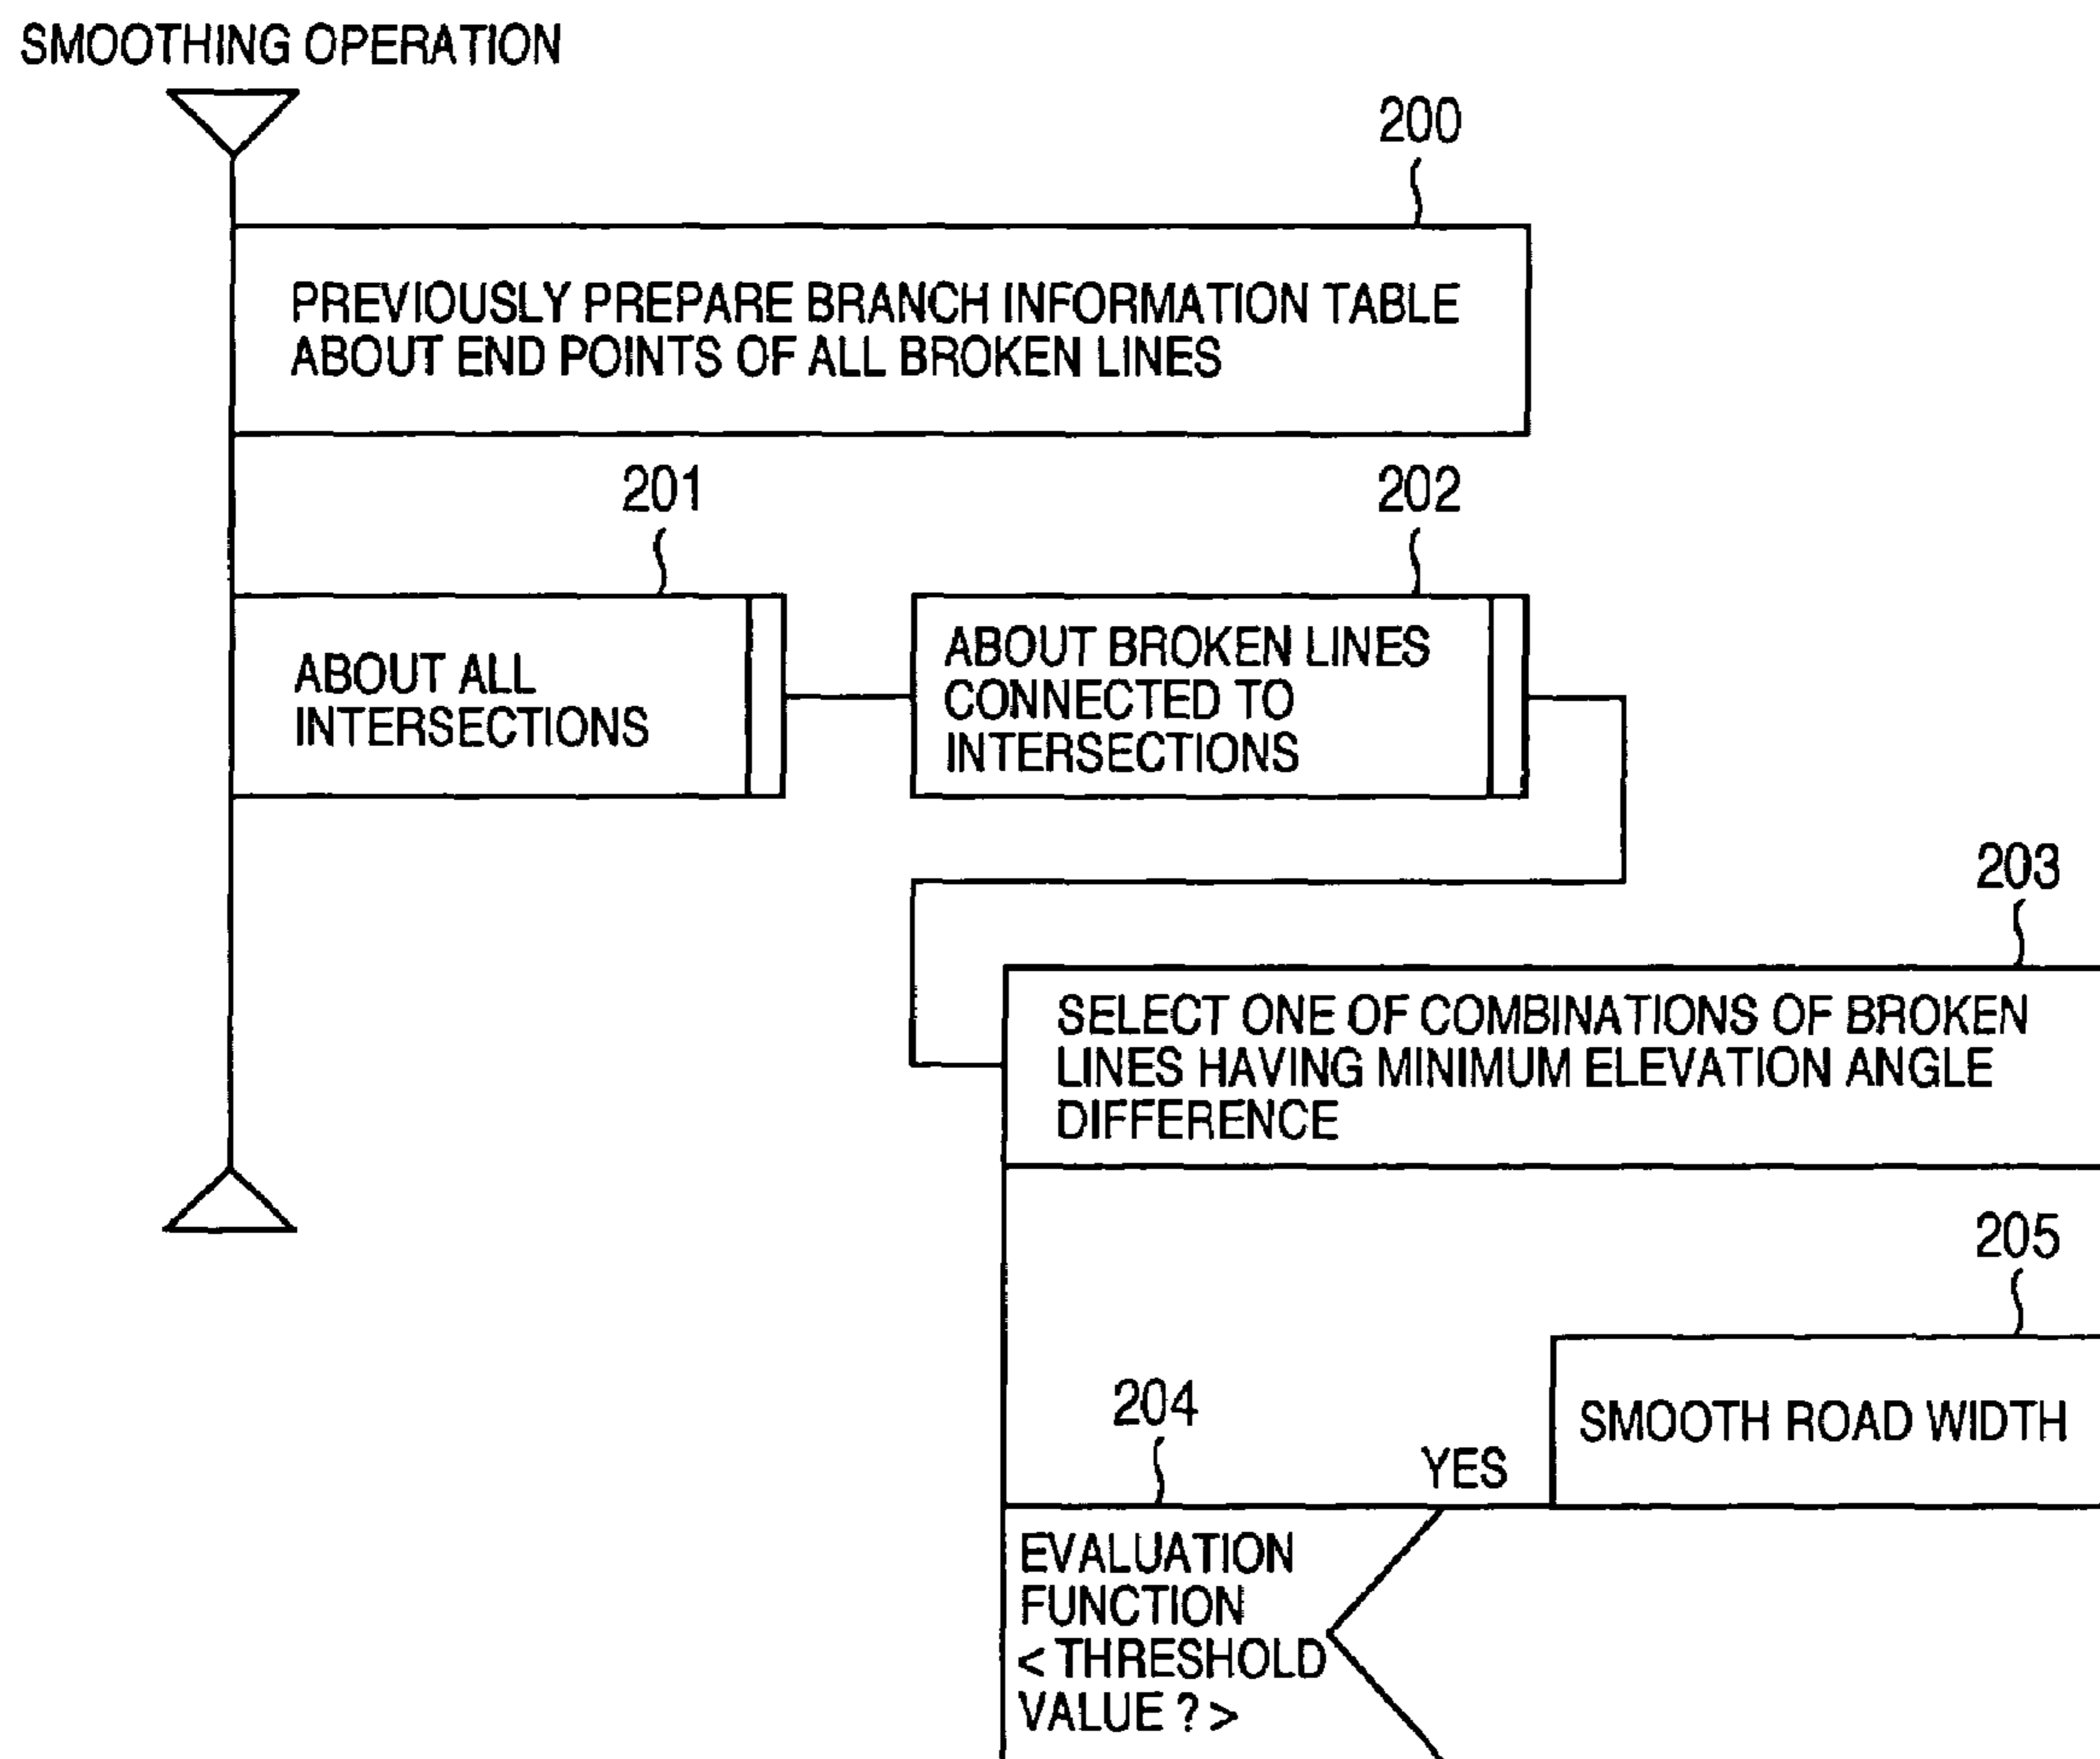 SMOOTHING OPERATION
200
PREVIOUSLY PREPARE BRANCH INFORMATION TABLE
ABOUT END POINTS OF ALL BROKEN LINES
201
202
ABOUT ALL
INTERSECTIONS
ABOUT BROKEN LINES
CONNECTED TO
INTERSECTIONS
203
SELECT ONE OF COMBINATIONS OF BROKEN
LINES HAVING MINIMUM ELEVATION ANGLE
DIFFERENCE
205
SMOOTH ROAD WIDTH
204
YES
EVALUATION
FUNCTION
< THRESHOLD
VALUE ? >